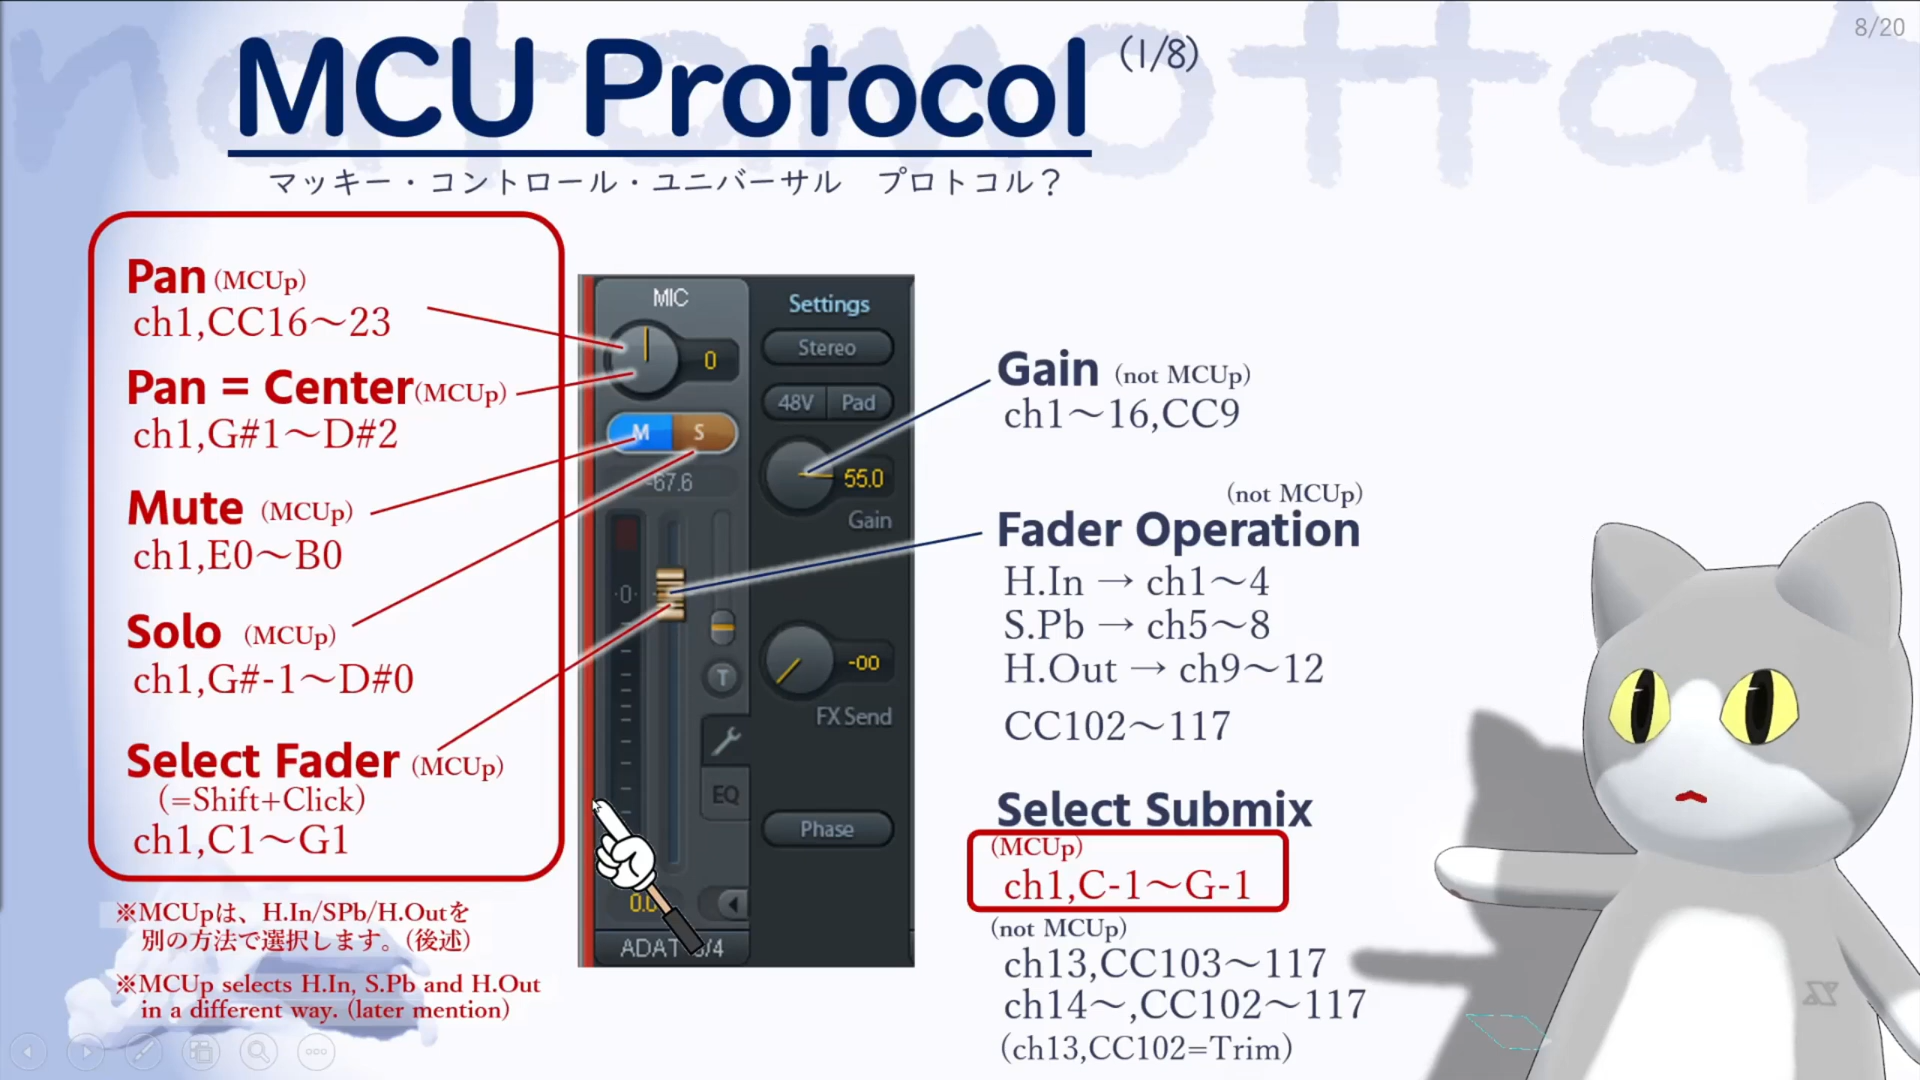 8/20
natamotta
MCU Protocol (1/8)
マッキー・コントロール・ユニバーサル　プロトコル？
Pan (MCUp)
ch1,CC16～23
Pan = Center(MCUp)
ch1,G#1～D#2
Mute (MCUp)
ch1,E0～B0
Solo (MCUp)
ch1,G#-1～D#0
Select Fader (MCUp)
(=Shift+Click)
ch1,C1～G1
※MCUpは、H.In/SPb/H.Outを
別の方法で選択します。(後述)
※MCUp selects H.In, S.Pb and H.Out
in a different way. (later mention)
MIC
0
M S
-67.6
0
T
EQ
0.0
Settings
Stereo
48V Pad
55.0
Gain
-oo
FX Send
Phase
Gain (not MCUp)
ch1～16,CC9
(not MCUp)
Fader Operation
H.In → ch1～4
S.Pb → ch5～8
H.Out → ch9～12
CC102～117
Select Submix
(MCUp)
ch1,C-1～G-1
(not MCUp)
ch13,CC103～117
ch14～,CC102～117
(ch13,CC102=Trim)